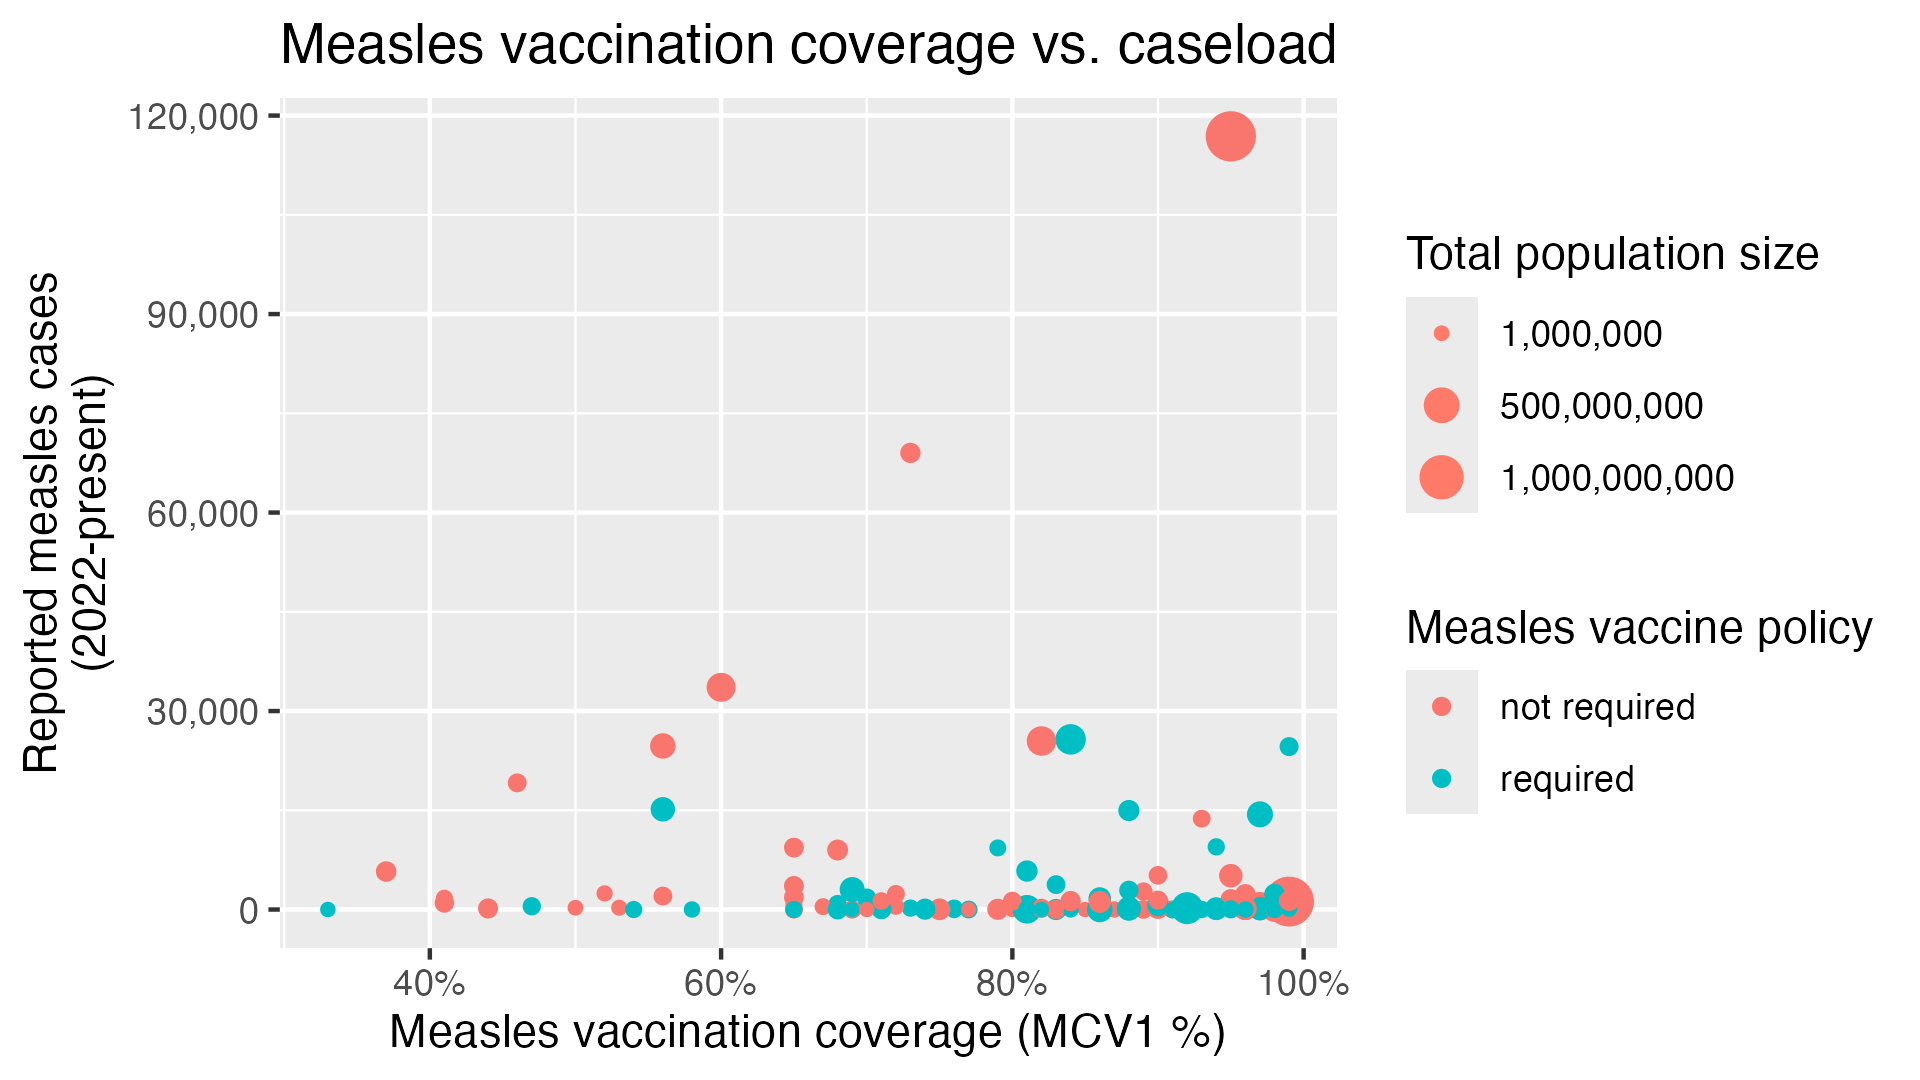 Measles vaccination coverage vs. caseload
Reported measles cases
(2022-present)
120,000
90,000
60,000
30,000
0
40%
60%
80%
100%
Measles vaccination coverage (MCV1 %)
Total population size
1,000,000
500,000,000
1,000,000,000
Measles vaccine policy
not required
required